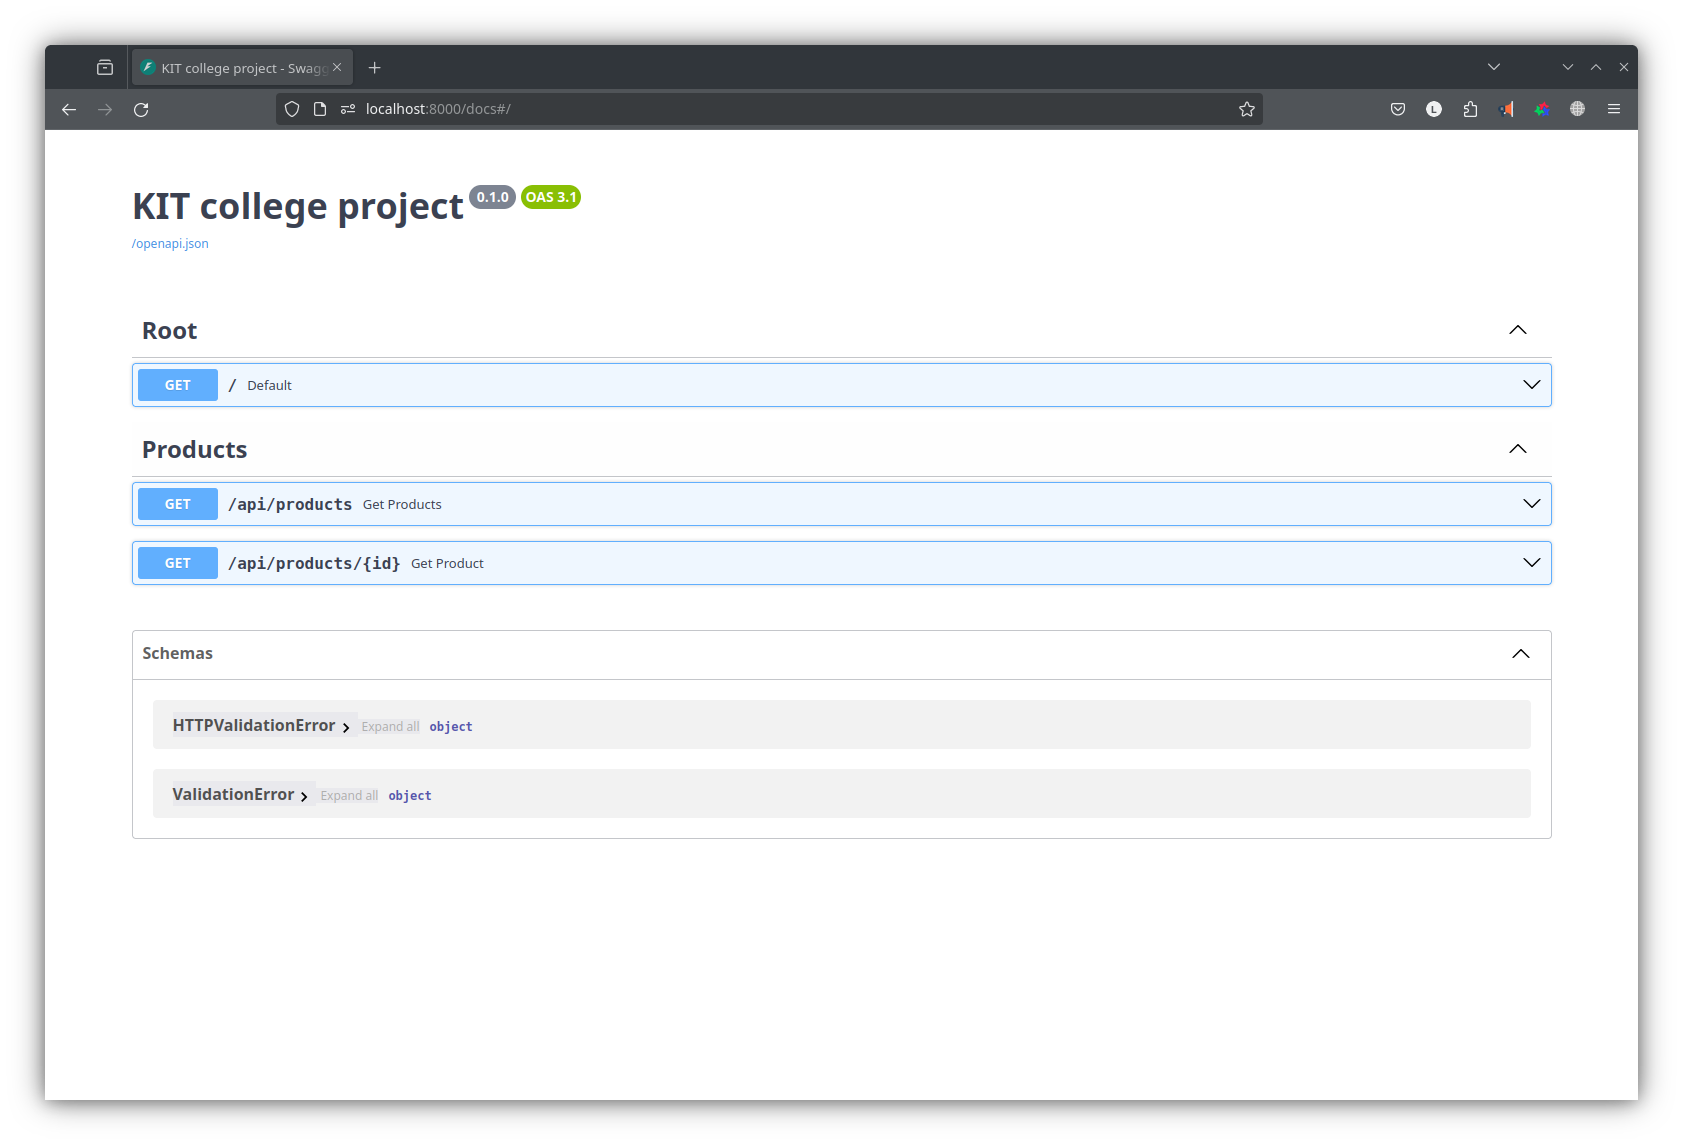 KIT college project - Swagg
localhost:8000/docs#/
L
KIT college project 0.1.0 OAS 3.1
/openapi.json
Root
GET / Default
Products
GET /api/products Get Products
GET /api/products/{id} Get Product
Schemas
HTTPValidationError Expand all object
ValidationError Expand all object